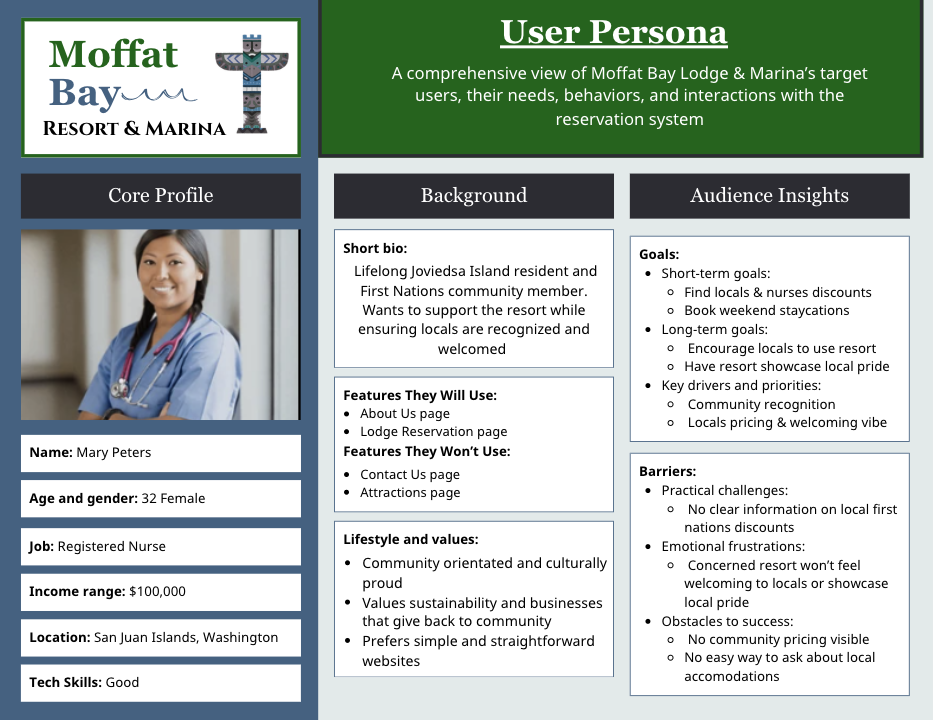 Moffat
Bay
Resort & Marina
User Persona
A comprehensive view of Moffat Bay Lodge & Marina’s target
users, their needs, behaviors, and interactions with the
reservation system
Core Profile
Name: Mary Peters
Age and gender: 32 Female
Job: Registered Nurse
Income range: $100,000
Location: San Juan Islands, Washington
Tech Skills: Good
Background
Short bio:
Lifelong Joviedsa Island resident and
First Nations community member.
Wants to support the resort while
ensuring locals are recognized and
welcomed
Features They Will Use:
• About Us page
• Lodge Reservation page
Features They Won’t Use:
• Contact Us page
• Attractions page
Lifestyle and values:
• Community orientated and culturally
proud
• Values sustainability and businesses
that give back to community
• Prefers simple and straightforward
websites
Audience Insights
Goals:
• Short-term goals:
○ Find locals & nurses discounts
○ Book weekend staycations
• Long-term goals:
○ Encourage locals to use resort
○ Have resort showcase local pride
• Key drivers and priorities:
○ Community recognition
○ Locals pricing & welcoming vibe
Barriers:
• Practical challenges:
○ No clear information on local first
nations discounts
• Emotional frustrations:
○ Concerned resort won’t feel
welcoming to locals or showcase
local pride
• Obstacles to success:
○ No community pricing visible
○ No easy way to ask about local
accomodations